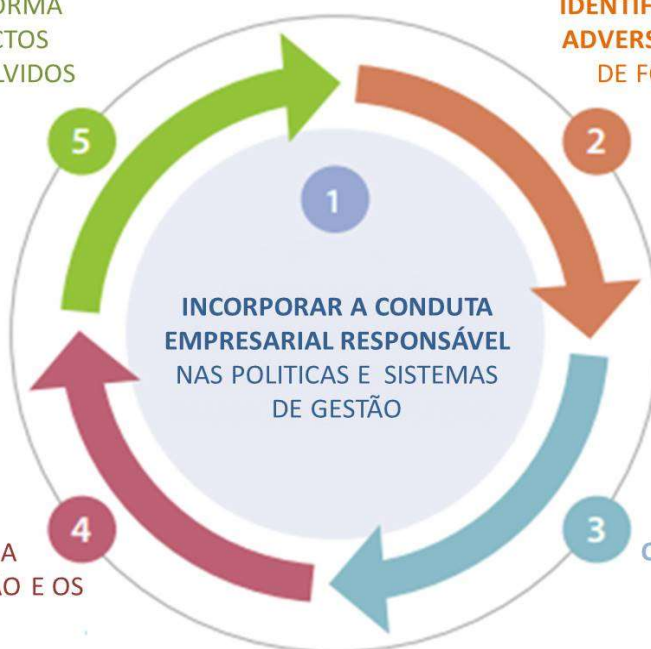 ORMA
CTOS
LVIDOS
IDENTIF
ADVERS
DE FO
5
2
1
INCORPORAR A CONDUTA
EMPRESARIAL RESPONSÁVEL
NAS POLITICAS E SISTEMAS
DE GESTÃO
4
3
A
ÃO E OS